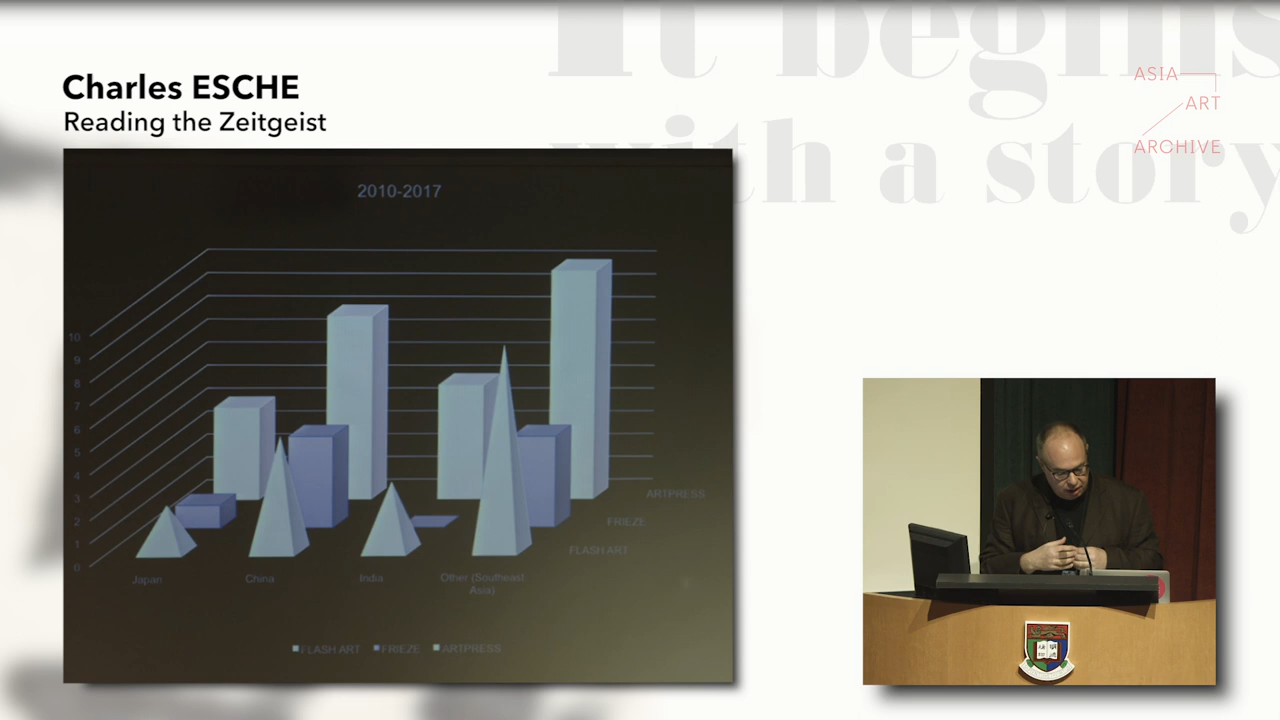 It begins
with a story
Charles ESCHE
Reading the Zeitgeist
ASIA
ART
ARCHIVE
2010-2017
10
9
8
7
6
5
4
3
2
1
0
ARTPRESS
FRIEZE
FLASH ART
Japan
China
India
Other (Southeast
Asia)
FLASH ART FRIEZE ARTPRESS